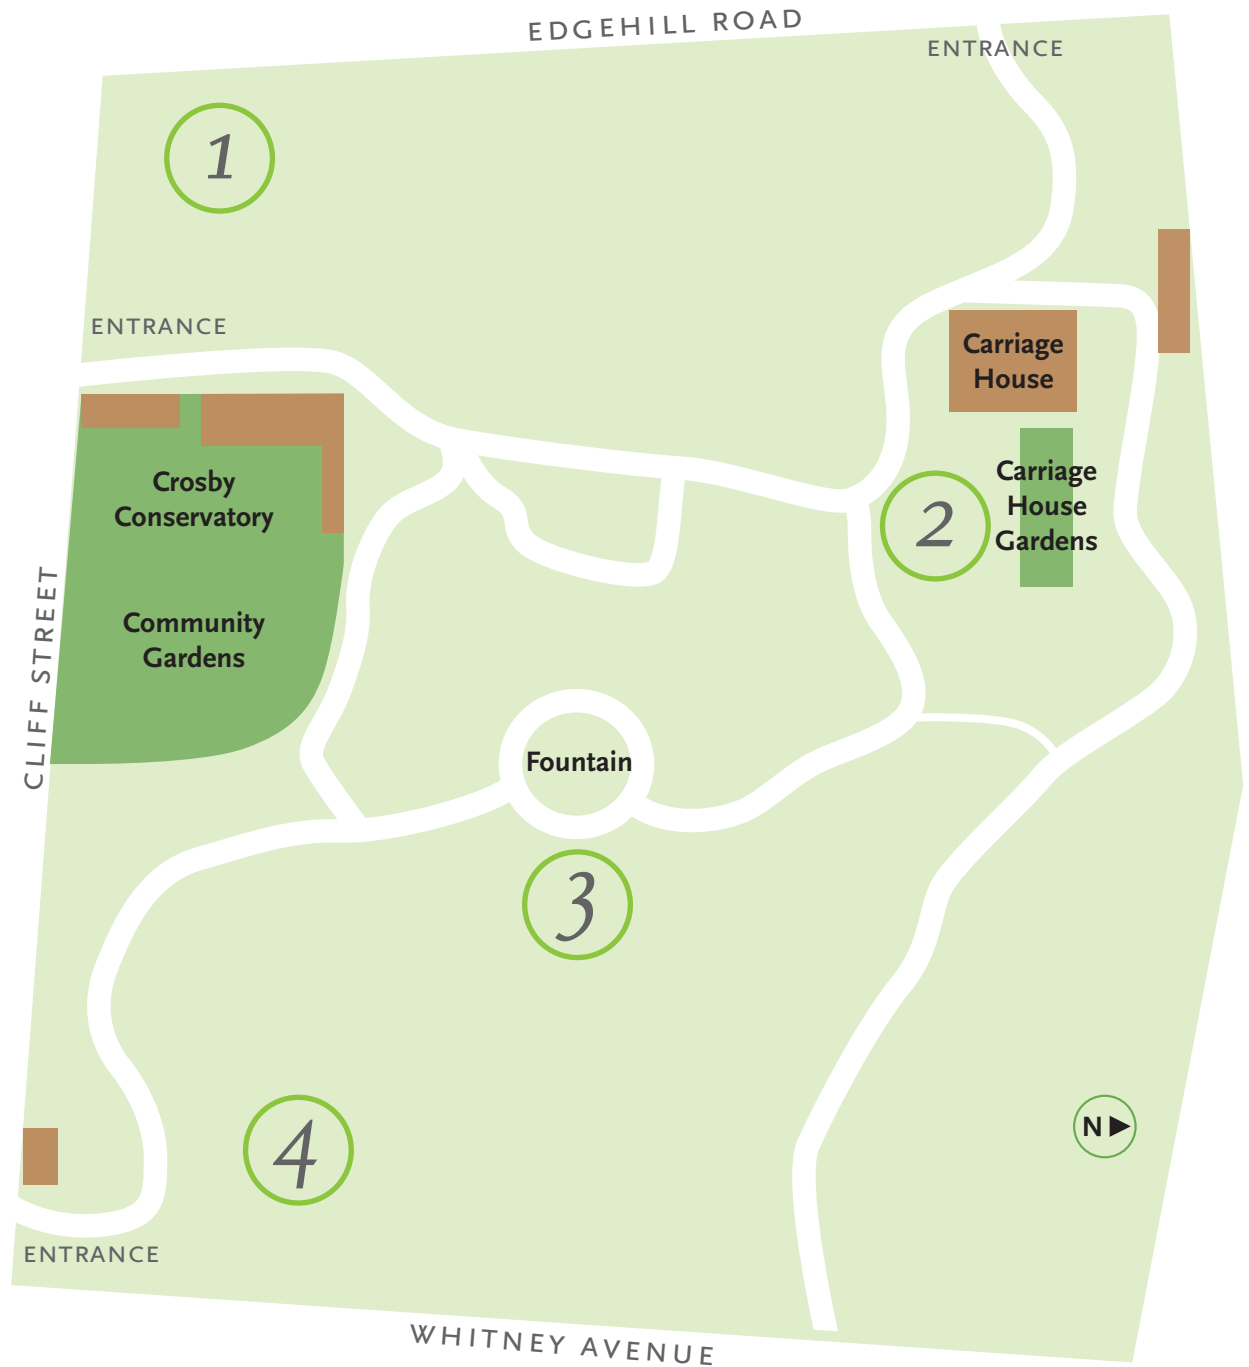 EDGEHILL ROAD
ENTRANCE
1
ENTRANCE
Carriage
House
Crosby
Conservatory
Carriage
House
Gardens
2
CLIFF STREET
Community
Gardens
Fountain
3
4
N
ENTRANCE
WHITNEY AVENUE